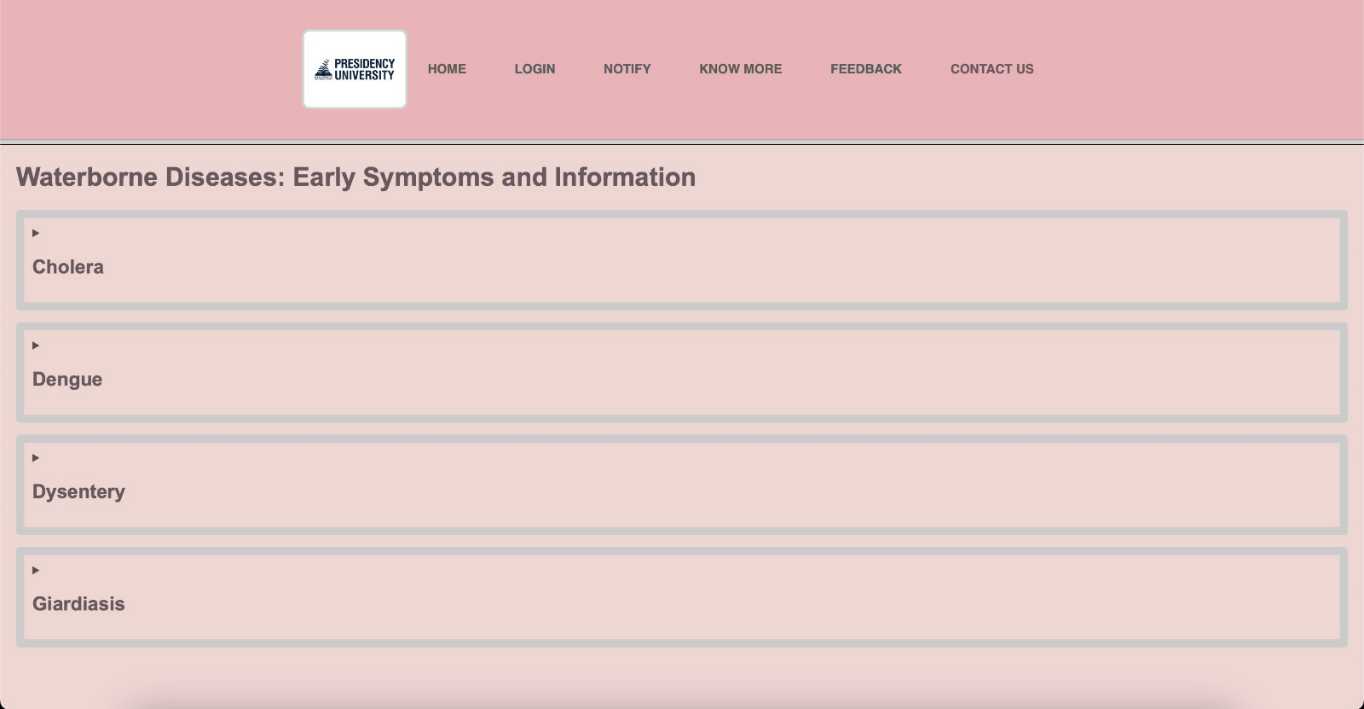 PRESIDENCY
UNIVERSITY
HOME LOGIN NOTIFY KNOW MORE FEEDBACK CONTACT US
Waterborne Diseases: Early Symptoms and Information
Cholera
Dengue
Dysentery
Giardiasis